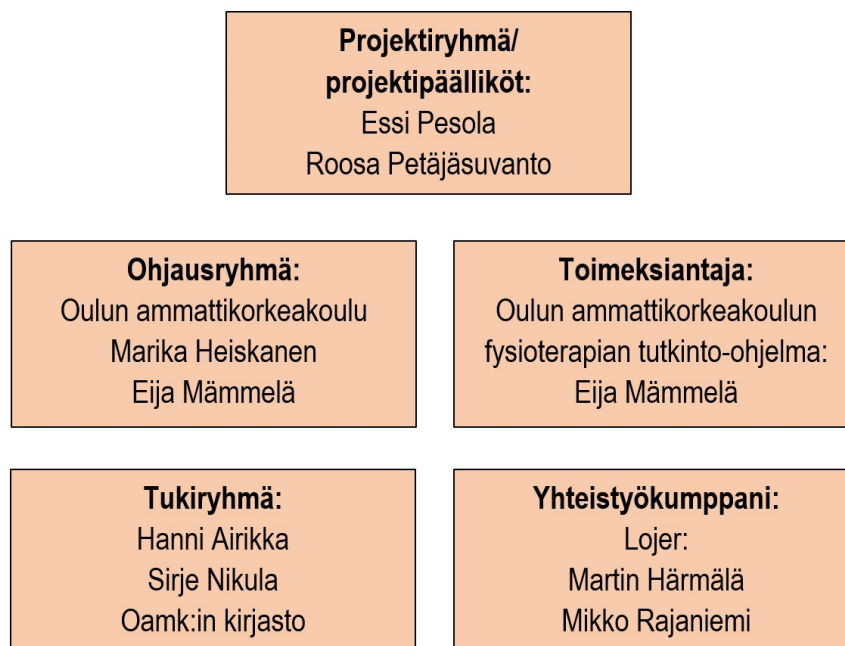 Projektiryhmä/
projektipäälliköt:
Essi Pesola
Roosa Petäjäsuvanto
Ohjausryhmä:
Oulun ammattikorkeakoulu
Marika Heiskanen
Eija Mämmelä
Toimeksiantaja:
Oulun ammattikorkeakoulun
fysioterapian tutkinto-ohjelma:
Eija Mämmelä
Tukiryhmä:
Hanni Airikka
Sirje Nikula
Oamk:in kirjasto
Yhteistyökumppani:
Lojer:
Martin Härmälä
Mikko Rajaniemi